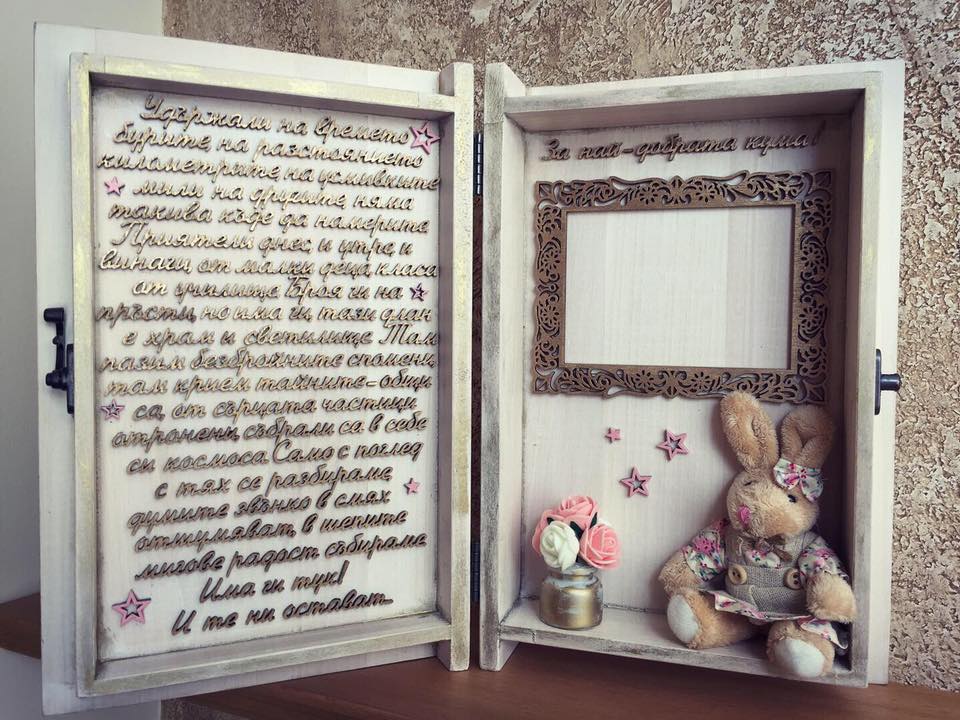 Удържали на времето
бурите, на разстоянието
километрите, на усмивките
мили на другите, няма
такива къде да намерите.
Приятели днес, и утре, и
винаги, от малки деца, класа
от училище. Броя ги на
пръсти, но има ги, тази длан
е храм и светилище. Там
пазим безбройните спомени,
там крием тайните-общи
са, от сърцата частици
отронени, събрали са в себе
си космоса. Само с поглед
с тях се разбираме,
думите звънко в смях
отшумяват, в шепите
мигове радост събираме.
Има ги тук!
И те ни остават...
За най-добрата кума!